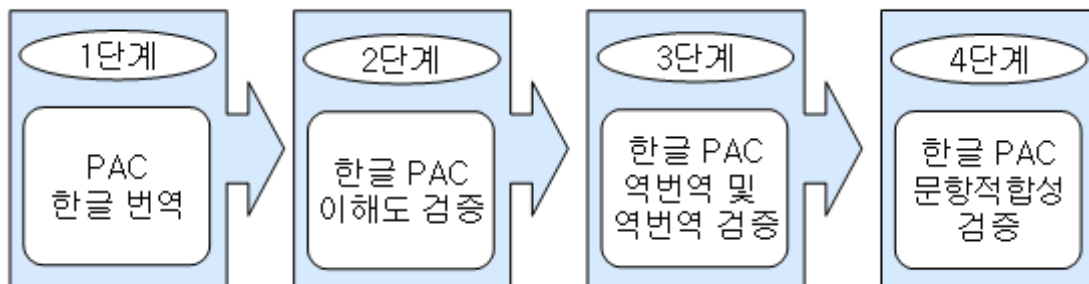 1단계
PAC
한글 번역
2단계
한글 PAC
이해도 검증
3단계
한글 PAC
역번역 및
역번역 검증
4단계
한글 PAC
문항적합성
검증